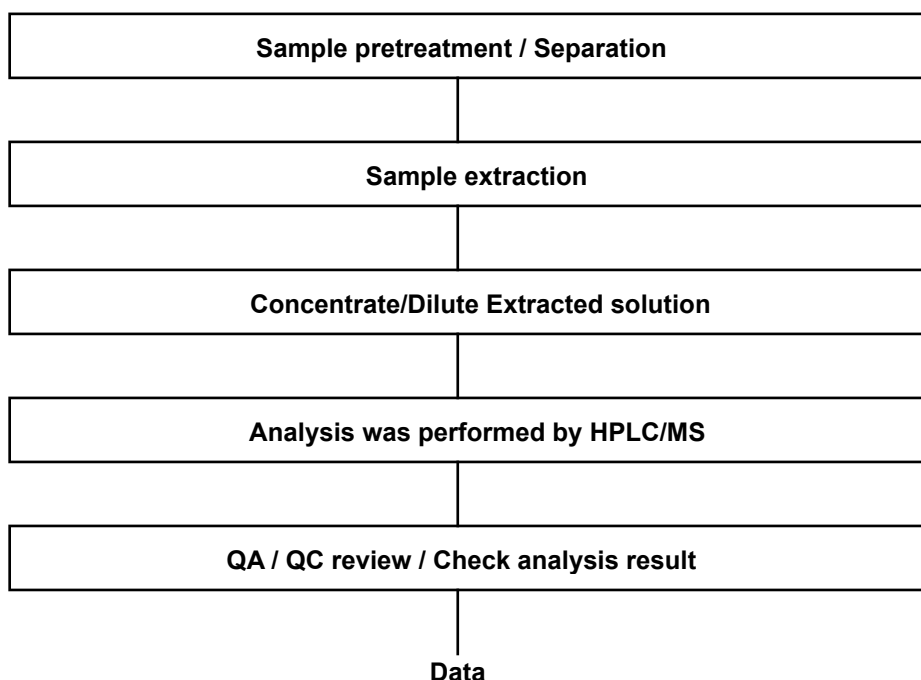 Sample pretreatment / Separation
Sample extraction
Concentrate/Dilute Extracted solution
Analysis was performed by HPLC/MS
QA / QC review / Check analysis result
Data